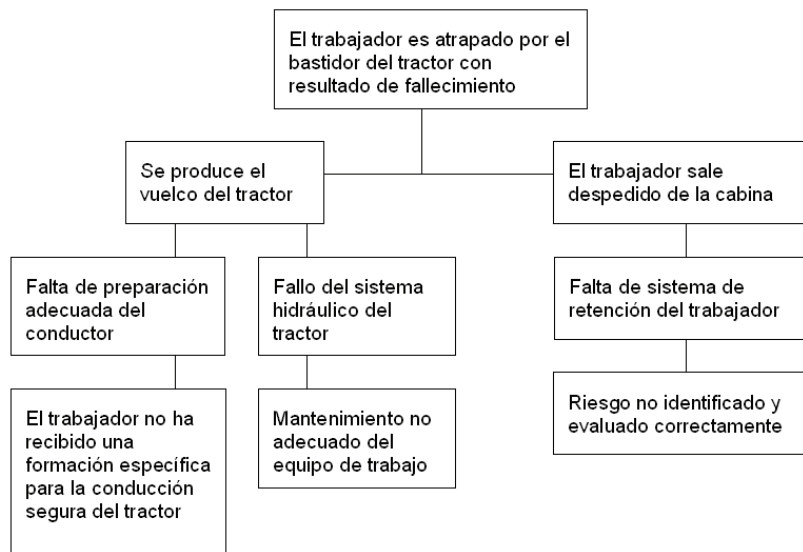 El trabajador es atrapado por el
bastidor del tractor con
resultado de fallecimiento
Se produce el
vuelco del tractor
El trabajador sale
despedido de la cabina
Falta de preparación
adecuada del
conductor
Fallo del sistema
hidráulico del
tractor
Falta de sistema de
retención del trabajador
El trabajador no ha
recibido una
formación específica
para la conducción
segura del tractor
Mantenimiento no
adecuado del
equipo de trabajo
Riesgo no identificado y
evaluado correctamente